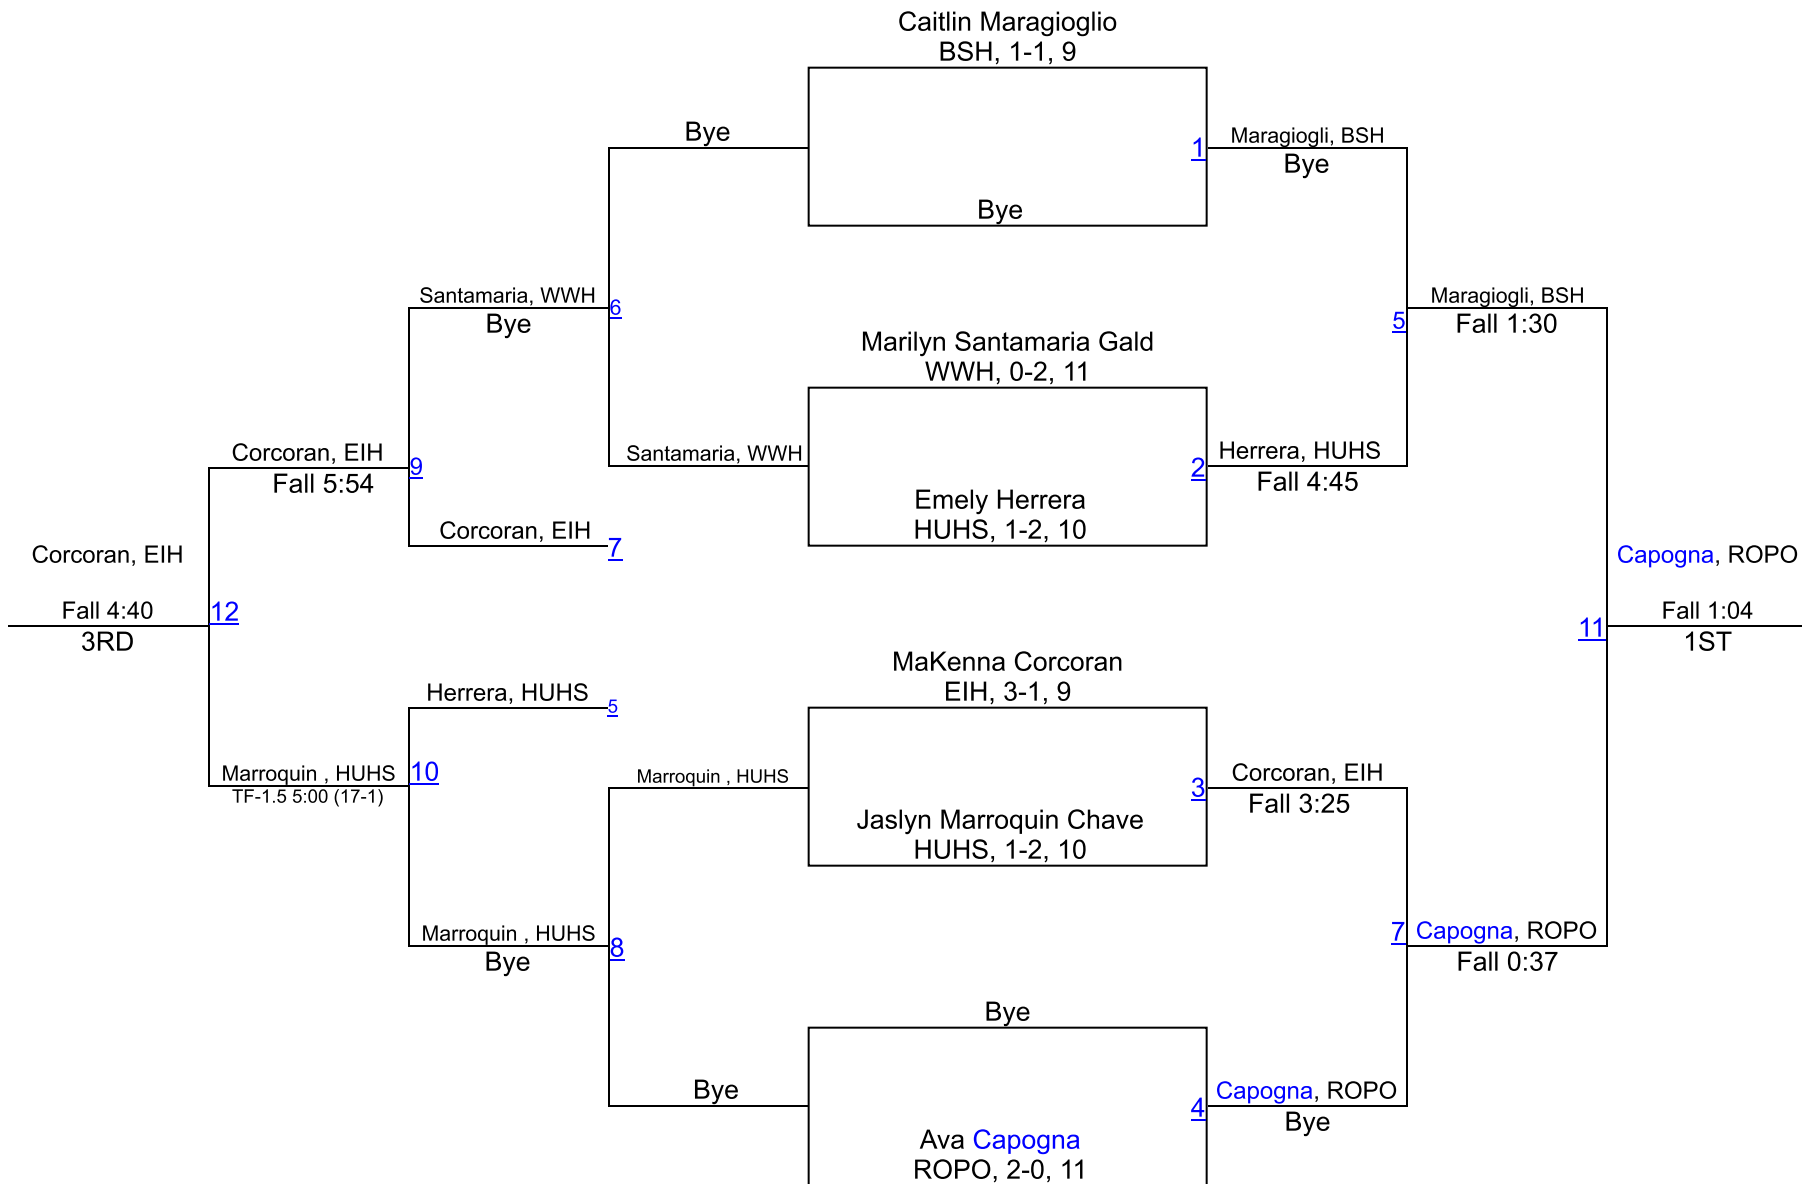 Caitlin Maragioglio
BSH, 1-1, 9
Bye
1
Maragiogli, BSH
Bye
Bye
Santamaria, WWH
Bye
6
Maragiogli, BSH
Fall 1:30
5
Marilyn Santamaria Gald
WWH, 0-2, 11
Santamaria, WWH
2
Herrera, HUHS
Fall 4:45
Corcoran, EIH
Fall 5:54
9
Emely Herrera
HUHS, 1-2, 10
Corcoran, EIH
7
Corcoran, EIH
Fall 4:40
3RD
12
Capogna, ROPO
Fall 1:04
1ST
11
MaKenna Corcoran
EIH, 3-1, 9
Herrera, HUHS
5
Marroquin , HUHS
TF-1.5 5:00 (17-1)
10
Marroquin , HUHS
3
Corcoran, EIH
Fall 3:25
Jaslyn Marroquin Chave
HUHS, 1-2, 10
Marroquin , HUHS
Bye
8
7
Capogna, ROPO
Fall 0:37
Bye
Bye
4
Capogna, ROPO
Bye
Ava Capogna
ROPO, 2-0, 11